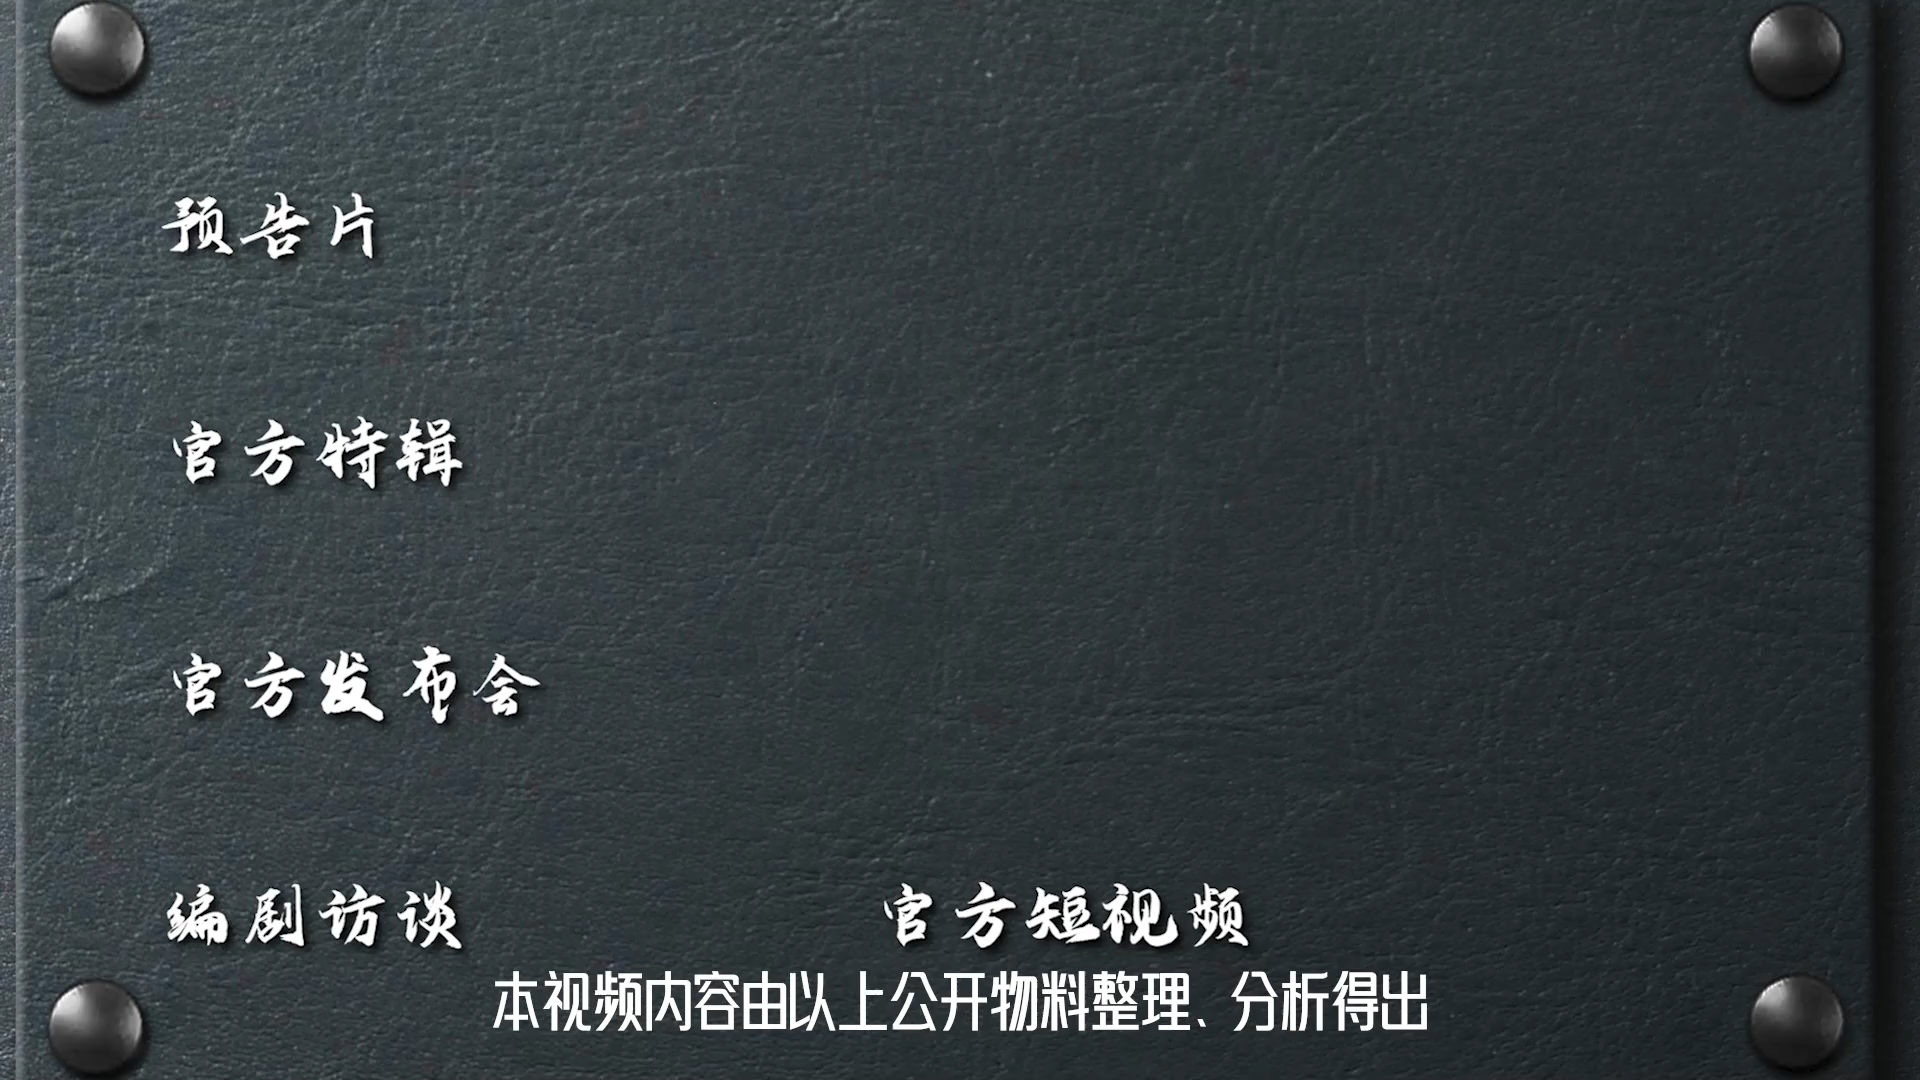 预告片
官方特辑
官方发布会
编剧访谈
官方短视频
本视频内容由以上公开物料整理、分析得出